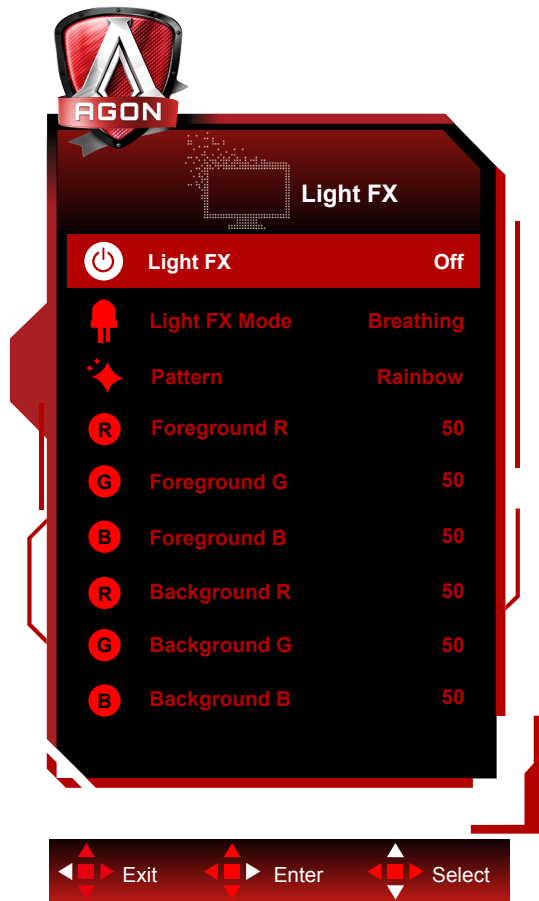 AGON
Light FX
Light FX Off
Light FX Mode Breathing
Pattern Rainbow
R Foreground R 50
G Foreground G 50
B Foreground B 50
R Background R 50
G Background G 50
B Background B 50
Exit Enter Select